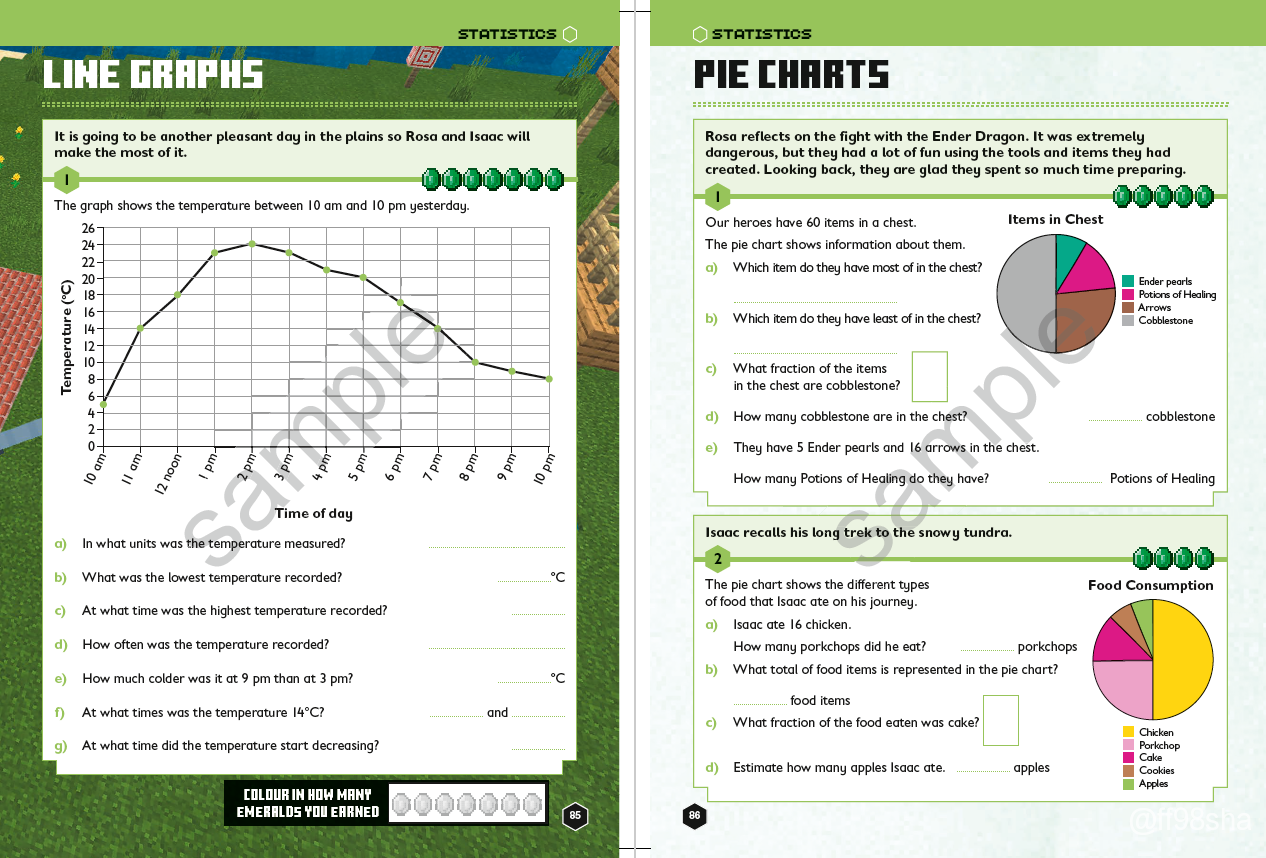 STATISTICS
LINE GRAPHS
It is going to be another pleasant day in the plains so Rosa and Isaac will
make the most of it.
1
The graph shows the temperature between 10 am and 10 pm yesterday.
26
24
22
20
18
16
14
12
10
8
6
4
2
0
Temperature (°C)
10 am
11 am
12 noon
1 pm
2 pm
3 pm
4 pm
5 pm
6 pm
7 pm
8 pm
9 pm
10 pm
Time of day
a) In what units was the temperature measured?
b) What was the lowest temperature recorded? °C
c) At what time was the highest temperature recorded?
d) How often was the temperature recorded?
e) How much colder was it at 9 pm than at 3 pm? °C
f) At what times was the temperature 14°C? and
g) At what time did the temperature start decreasing?
COLOUR IN HOW MANY
EMERALDS YOU EARNED
85
sample
STATISTICS
PIE CHARTS
Rosa reflects on the fight with the Ender Dragon. It was extremely
dangerous, but they had a lot of fun using the tools and items they had
created. Looking back, they are glad they spent so much time preparing.
1
Our heroes have 60 items in a chest.
The pie chart shows information about them.
a) Which item do they have most of in the chest?
b) Which item do they have least of in the chest?
c) What fraction of the items
in the chest are cobblestone?
d) How many cobblestone are in the chest? cobblestone
e) They have 5 Ender pearls and 16 arrows in the chest.
How many Potions of Healing do they have? Potions of Healing
Items in Chest
Ender pearls
Potions of Healing
Arrows
Cobblestone
Isaac recalls his long trek to the snowy tundra.
2
The pie chart shows the different types
of food that Isaac ate on his journey.
a) Isaac ate 16 chicken.
How many porkchops did he eat? porkchops
b) What total of food items is represented in the pie chart?
food items
c) What fraction of the food eaten was cake?
d) Estimate how many apples Isaac ate. apples
Food Consumption
Chicken
Porkchop
Cake
Cookies
Apples
86
sample
@ff98sha